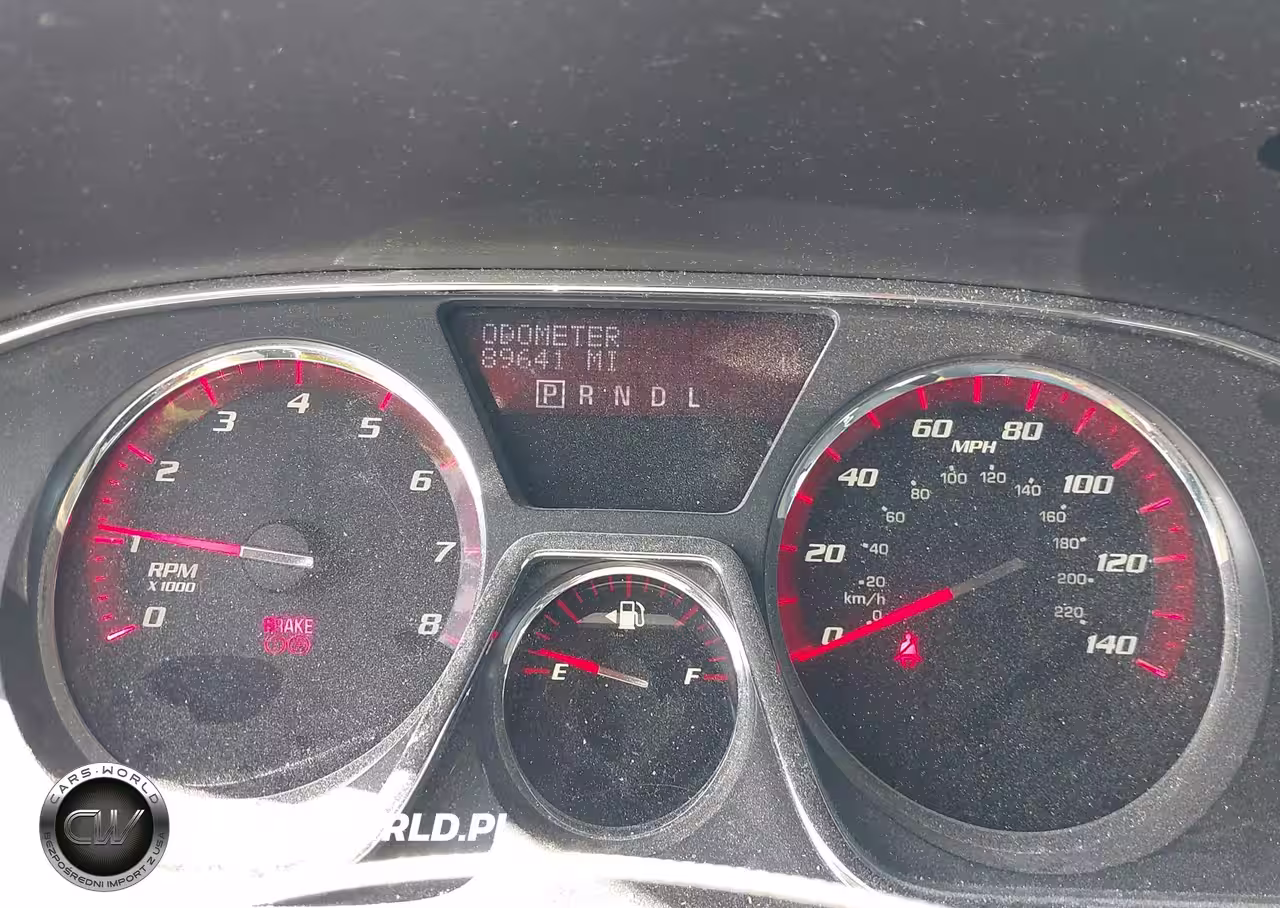 ODOMETER
89641 MI
P R N D L
0
1
2
3
4
5
6
7
8
RPM
X 1000
BRAKE
E
F
0
20
40
60
80
100
120
140
MPH
0
20
40
60
80
100
120
140
160
180
200
220
km/h
CARS-WORLD
CW
BEZPOŚREDNI IMPORT Z USA
RLD.P